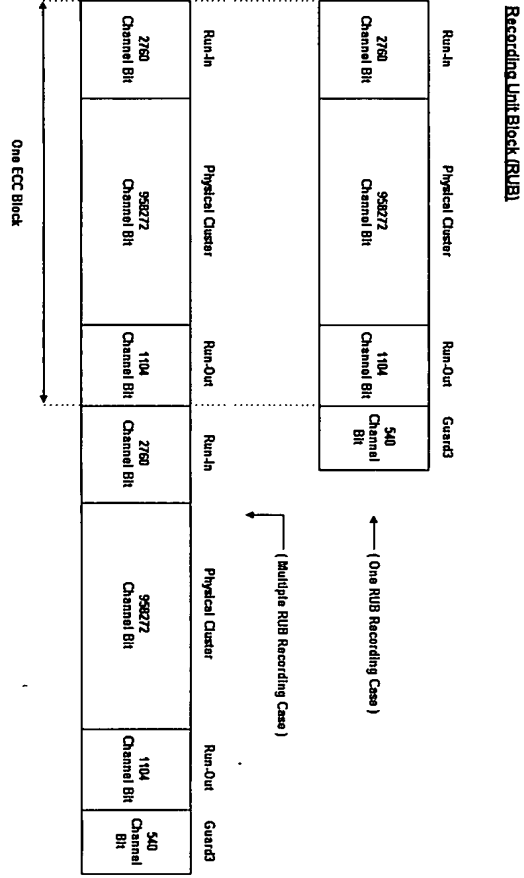 Recording Unit Block (RUB)
Run-In
Physical Cluster
Run-Out
Guard3
2760
Channel Bit
958272
Channel Bit
1104
Channel Bit
540
Channel
Bit
( One RUB Recording Case )
( Multiple RUB Recording Case )
Run-In
Physical Cluster
Run-Out
Run-In
Physical Cluster
Run-Out
Guard3
2760
Channel Bit
958272
Channel Bit
1104
Channel Bit
2760
Channel Bit
958272
Channel Bit
1104
Channel Bit
540
Channel
Bit
One ECC Block